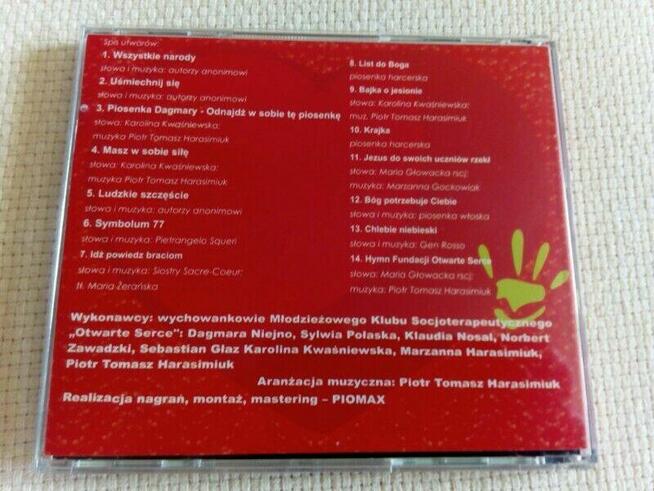 Spis utworów:
1. Wszystkie narody
słowa i muzyka: autorzy anonimowi
2. Uśmiechnij się
słowa i muzyka: autorzy anonimowi
3. Piosenka Dagmary - Odnajdź w sobie tę piosenkę
słowa: Karolina Kwaśniewska:
muzyka Piotr Tomasz Harasimiuk
4. Masz w sobie siłę
słowa: Karolina Kwaśniewska:
muzyka Piotr Tomasz Harasimiuk
5. Ludzkie szczęście
słowa i muzyka: autorzy anonimowi
6. Symbolum 77
słowa i muzyka: Pietrangelo Squeri
7. Idź powiedz braciom
słowa i muzyka: Siostry Sacre-Coeur:
tł. Maria Żerańska
8. List do Boga
piosenka harcerska
9. Bajka o jesionie
słowa: Karolina Kwaśniewska:
muz. Piotr Tomasz Harasimiuk
10. Krajka
piosenka harcerska
11. Jezus do swoich uczniów rzekł
słowa: Maria Głowacka rscj:
muzyka: Marzanna Gockowiak
12. Bóg potrzebuje Ciebie
słowa i muzyka: piosenka włoska
13. Chlebie niebieski
słowa i muzyka: Gen Rosso
14. Hymn Fundacji Otwarte Serce
słowa: Maria Głowacka rscj:
muzyka: Piotr Tomasz Harasimiuk
Wykonawcy: wychowankowie Młodzieżowego Klubu Socjoterapeutycznego
„Otwarte Serce": Dagmara Niejno, Sylwia Polaska, Klaudia Nosal, Norbert
Zawadzki, Sebastian Głaz Karolina Kwaśniewska, Marzanna Harasimiuk,
Piotr Tomasz Harasimiuk
Aranżacja muzyczna: Piotr Tomasz Harasimiuk
Realizacja nagrań, montaż, mastering – PIOMAX